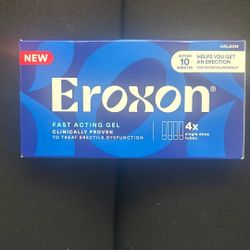 HALEON
NEW
WITHIN
10
MINUTES
HELPS YOU GET
AN ERECTION
Eroxon®
FAST ACTING GEL
CLINICALLY PROVEN
TO TREAT ERECTILE DYSFUNCTION
4x
single dose
tubes